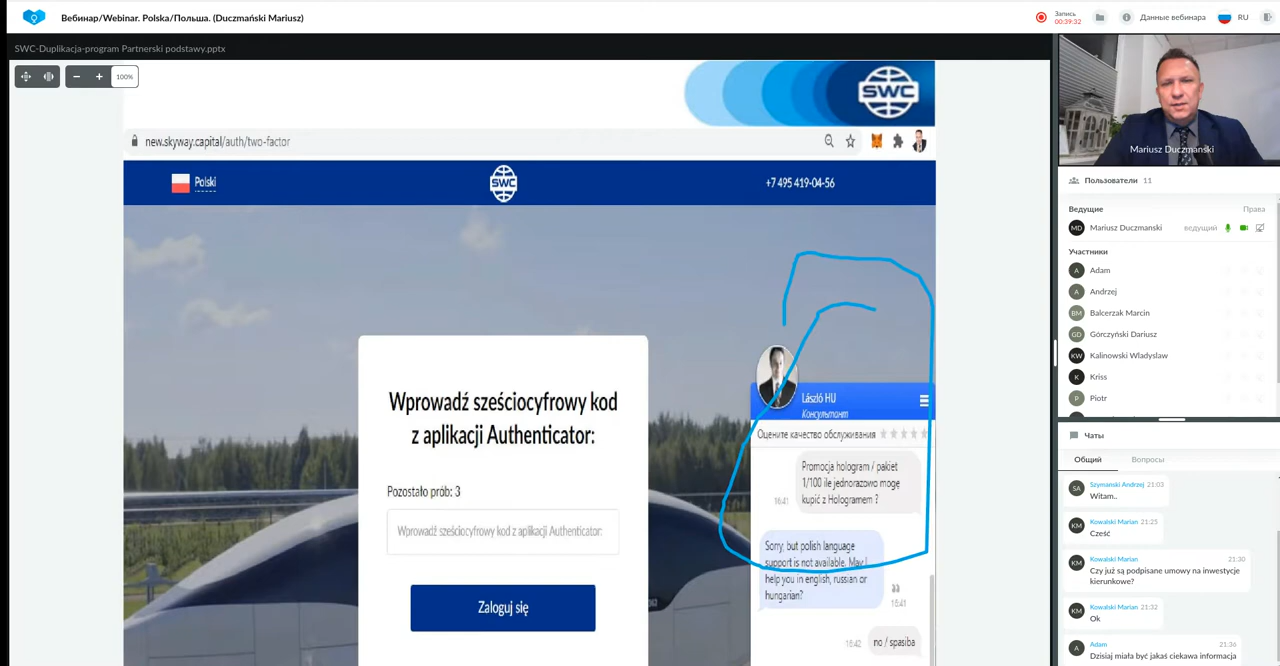 Вебинар/Webinar. Polska/Польша. (Duczmański Mariusz)
Запись
00:39:32
Данные вебинара
RU
SWC-Duplikacja-program Partnerski podstawy.pptx
100%
SWC
new.skyway.capital/auth/two-factor
Polski
SWC
+7 495 419-04-56
Wprowadź sześciocyfrowy kod
z aplikacji Authenticator:
Pozostało prób: 3
Wprowadź sześciocyfrowy kod z aplikacji Authenticator:
Zaloguj się
László HU
Консультант
Оцените качество обслуживания
Promocja hologram / pakiet
1/100 ile jednorazowo mogę
kupić z Hologramem ?
16:41
Sorry, but polish language
support is not available. May I
help you in english, russian or
hungarian?
16:41
16:42
no / spasiba
Mariusz Duczmanski
Пользователи 11
Ведущие
Права
MD
Mariusz Duczmanski
ведущий
Участники
A
Adam
A
Andrzej
BM
Balcerzak Marcin
GD
Górczyński Dariusz
KW
Kalinowski Wladyslaw
K
Kriss
P
Piotr
Чаты
Общий
Вопросы
SA
Szymanski Andrzej 21:03
Witam..
KM
Kowalski Marian 21:25
Cześć
KM
Kowalski Marian 21:30
Czy już są podpisane umowy na inwestycje
kierunkowe?
KM
Kowalski Marian 21:32
Ok
A
Adam 21:36
Dzisiaj miała być jakaś ciekawa informacja